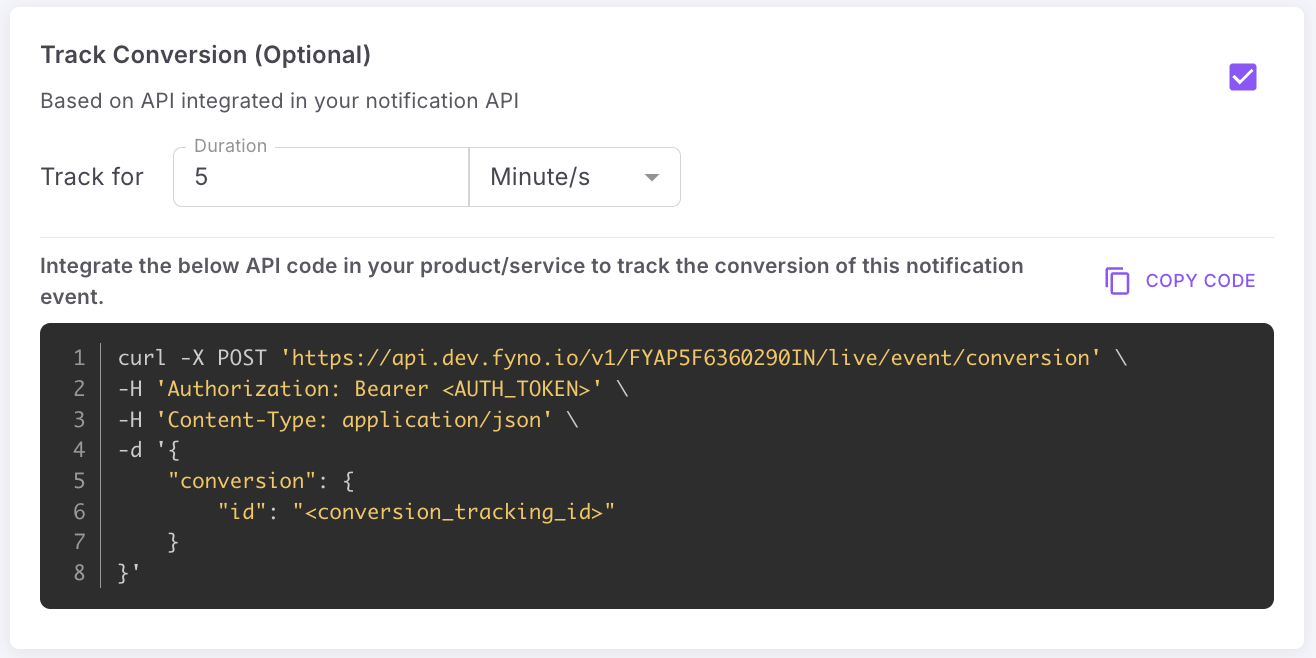 Track Conversion (Optional)
Based on API integrated in your notification API
Duration
Track for 5 Minute/s
Integrate the below API code in your product/service to track the conversion of this notification
event.
COPY CODE
1 curl -X POST 'https://api.dev.fyno.io/v1/FYAP5F6360290IN/live/event/conversion' \
2 -H 'Authorization: Bearer <AUTH_TOKEN>' \
3 -H 'Content-Type: application/json' \
4 -d '{
5     "conversion": {
6         "id": "<conversion_tracking_id>"
7     }
8 }'